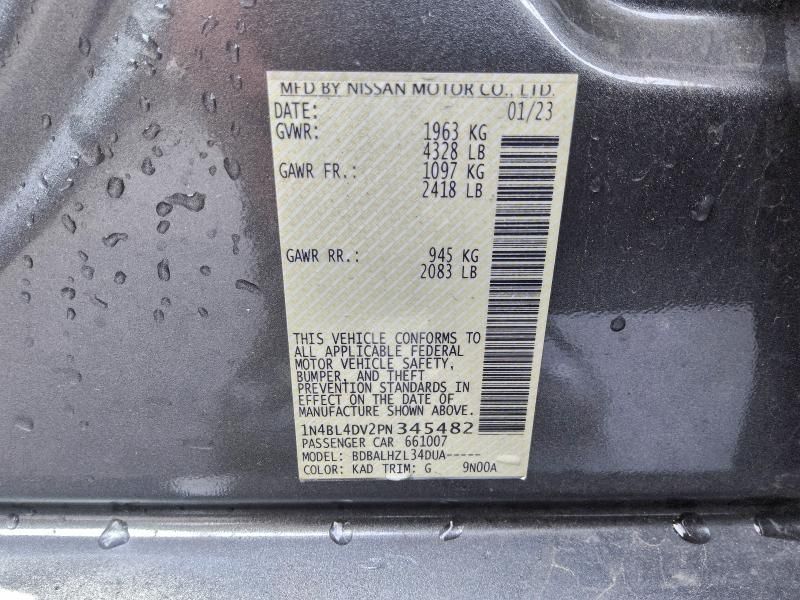 MFD BY NISSAN MOTOR CO., LTD.
DATE: 01/23
GVWR: 1963 KG
4328 LB
GAWR FR.: 1097 KG
2418 LB
GAWR RR.: 945 KG
2083 LB
THIS VEHICLE CONFORMS TO
ALL APPLICABLE FEDERAL
MOTOR VEHICLE SAFETY,
BUMPER, AND THEFT
PREVENTION STANDARDS IN
EFFECT ON THE DATE OF
MANUFACTURE SHOWN ABOVE.
1N4BL4DV2PN345482
PASSENGER CAR 661007
MODEL: BDBALHZL34DUA-----
COLOR: KAD TRIM: G 9N00A